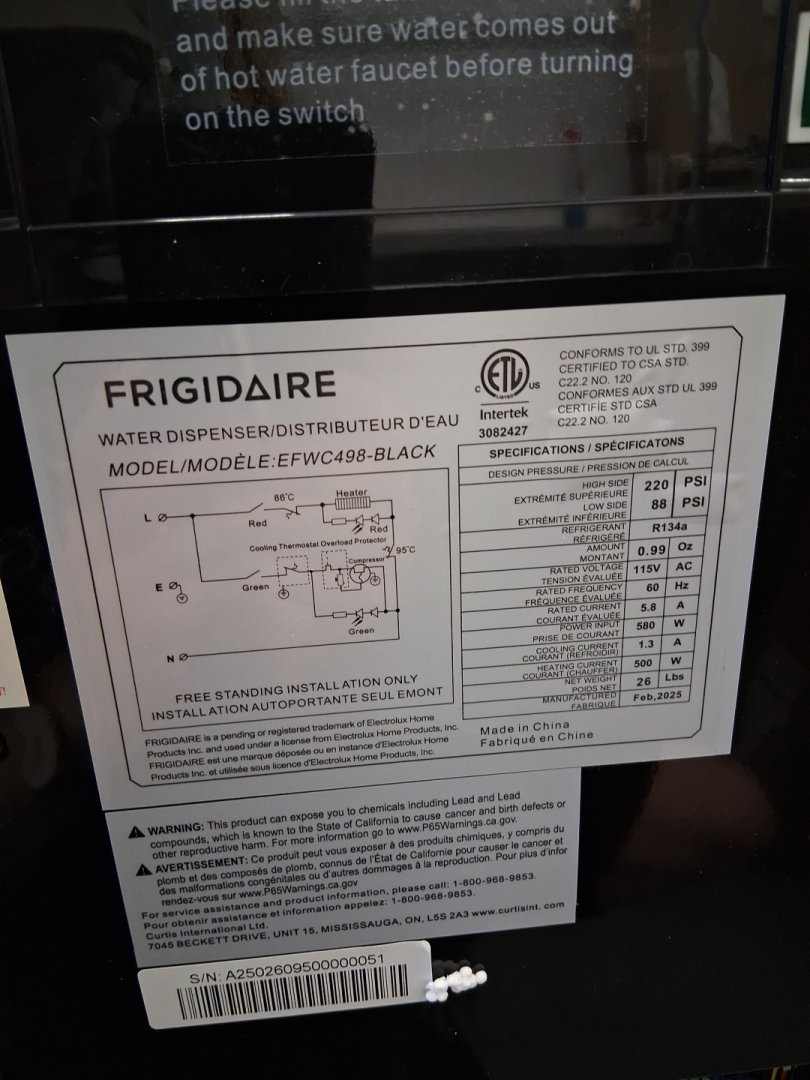 Please fill the
and make sure water comes out
of hot water faucet before turning
on the switch
FRIGIDAIRE
WATER DISPENSER/DISTRIBUTEUR D'EAU
MODEL/MODÈLE:EFWC498-BLACK
C ETL US
LISTED
Intertek
3082427
CONFORMS TO UL STD. 399
CERTIFIED TO CSA STD.
C22.2 NO. 120
CONFORMES AUX STD UL 399
CERTIFIE STD CSA
C22.2 NO. 120
L
86°C
Heater
Red
Red
Cooling Thermostat Overload Protector
95°C
Compressor
E
Green
Green
N
FREE STANDING INSTALLATION ONLY
INSTALLATION AUTOPORTANTE SEUL EMONT
SPECIFICATIONS / SPÉCIFICATONS
DESIGN PRESSURE / PRESSION DE CALCUL
HIGH SIDE
EXTRÉMITÉ SUPÉRIEURE 220 PSI
LOW SIDE
EXTRÉMITÉ INFÉRIEURE 88 PSI
REFRIGERANT
RÉFRIGÉRÉ R134a
AMOUNT
MONTANT 0.99 Oz
RATED VOLTAGE
TENSION ÉVALUÉE 115V AC
RATED FREQUENCY
FRÉQUENCE ÉVALUÉE 60 Hz
RATED CURRENT
COURANT ÉVALUÉE 5.8 A
POWER INPUT
PRISE DE COURANT 580 W
COOLING CURRENT
COURANT (REFROIDIR) 1.3 A
HEATING CURRENT
COURANT (CHAUFFER) 500 W
NET WEIGHT
POIDS NET 26 Lbs
MANUFACTURED
FABRIQUÉ Feb,2025
FRIGIDAIRE is a pending or registered trademark of Electrolux Home
Products Inc. and used under a license from Electrolux Home Products, Inc.
FRIGIDAIRE est une marque déposée ou en instance d'Electrolux Home
Products Inc. et utilisée sous licence d'Electrolux Home Products, Inc.
Made in China
Fabriqué en Chine
WARNING: This product can expose you to chemicals including Lead and Lead
compounds, which is known to the State of California to cause cancer and birth defects or
other reproductive harm. For more information go to www.P65Warnings.ca.gov.
AVERTISSEMENT: Ce produit peut vous exposer à des produits chimiques, y compris du
plomb et des composés de plomb, connus de l'État de Californie pour causer le cancer et
des malformations congénitales ou d'autres dommages à la reproduction. Pour plus d'infor
rendez-vous sur www.P65Warnings.ca.gov
For service assistance and product information, please call: 1-800-968-9853.
Pour obtenir assistance et information appelez: 1-800-968-9853.
Curtis International Ltd.
7045 BECKETT DRIVE, UNIT 15, MISSISSAUGA, ON, L5S 2A3 www.curtisint. com
S/N: A2502609500000051